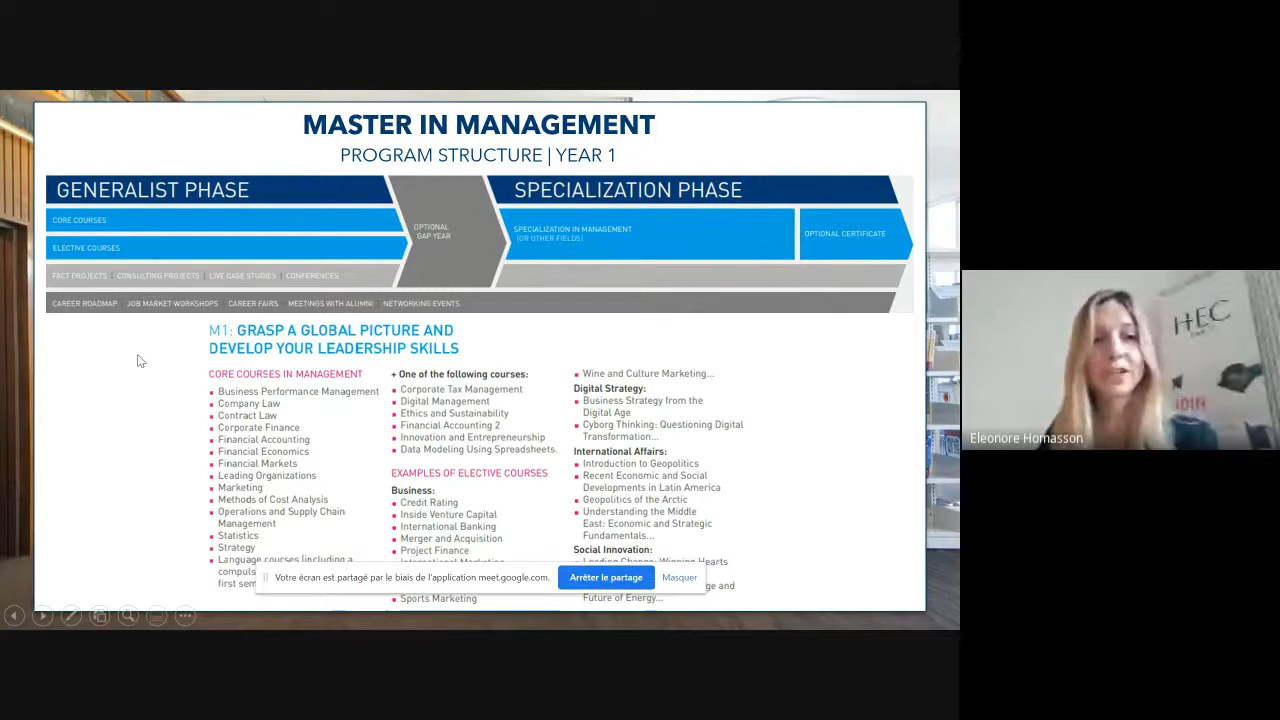 MASTER IN MANAGEMENT
PROGRAM STRUCTURE | YEAR 1
GENERALIST PHASE
SPECIALIZATION PHASE
CORE COURSES
ELECTIVE COURSES
OPTIONAL
GAP YEAR
SPECIALIZATION IN MANAGEMENT
(OR OTHER FIELDS)
OPTIONAL CERTIFICATE
FACT PROJECTS | CONSULTING PROJECTS | LIVE CASE STUDIES | CONFERENCES
CAREER ROADMAP | JOB MARKET WORKSHOPS | CAREER FAIRS | MEETINGS WITH ALUMNI | NETWORKING EVENTS
M1: GRASP A GLOBAL PICTURE AND
DEVELOP YOUR LEADERSHIP SKILLS
CORE COURSES IN MANAGEMENT
Business Performance Management
Company Law
Contract Law
Corporate Finance
Financial Accounting
Financial Economics
Financial Markets
Leading Organizations
Marketing
Methods of Cost Analysis
Operations and Supply Chain
Management
Statistics
Strategy
Language courses (including a
first
+ One of the following courses:
Corporate Tax Management
Digital Management
Ethics and Sustainability
Financial Accounting 2
Innovation and Entrepreneurship
Data Modeling Using Spreadsheets.
EXAMPLES OF ELECTIVE COURSES
Business:
Credit Rating
Inside Venture Capital
International Banking
Merger and Acquisition
Project Finance
International Marketing
Sports Marketing
Wine and Culture Marketing...
Digital Strategy:
Business Strategy from the
Digital Age
Cyborg Thinking: Questioning Digital
Transformation...
International Affairs:
Introduction to Geopolitics
Recent Economic and Social
Developments in Latin America
Geopolitics of the Arctic
Understanding the Middle
East: Economic and Strategic
Fundamentals...
Social Innovation:
Leading Change: Winning Hearts
and
Future of Energy...
Votre écran est partagé par le biais de l'application meet.google.com.
Arrêter le partage
Masquer
HEC
JOIN
Eleonore Homasson